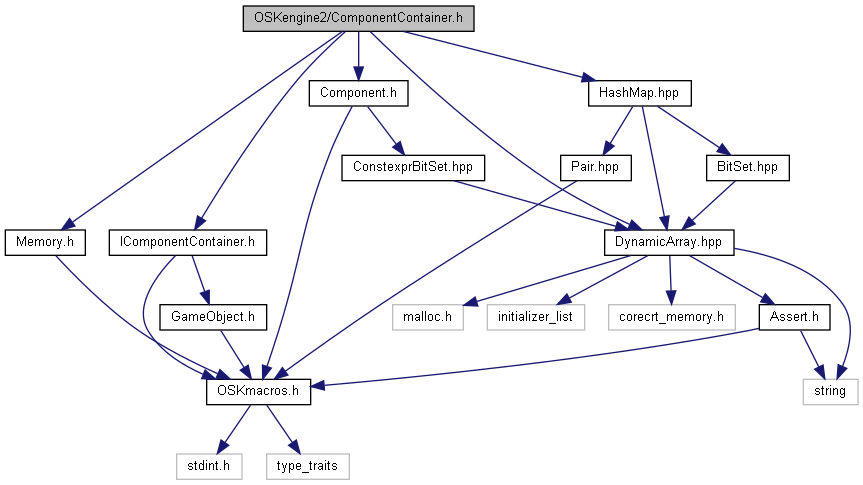 OSKengine2/ComponentContainer.h
Component.h
HashMap.hpp
ConstexprBitSet.hpp
Pair.hpp
BitSet.hpp
Memory.h
IComponentContainer.h
DynamicArray.hpp
GameObject.h
malloc.h
initializer_list
corecrt_memory.h
Assert.h
OSKmacros.h
string
stdint.h
type_traits